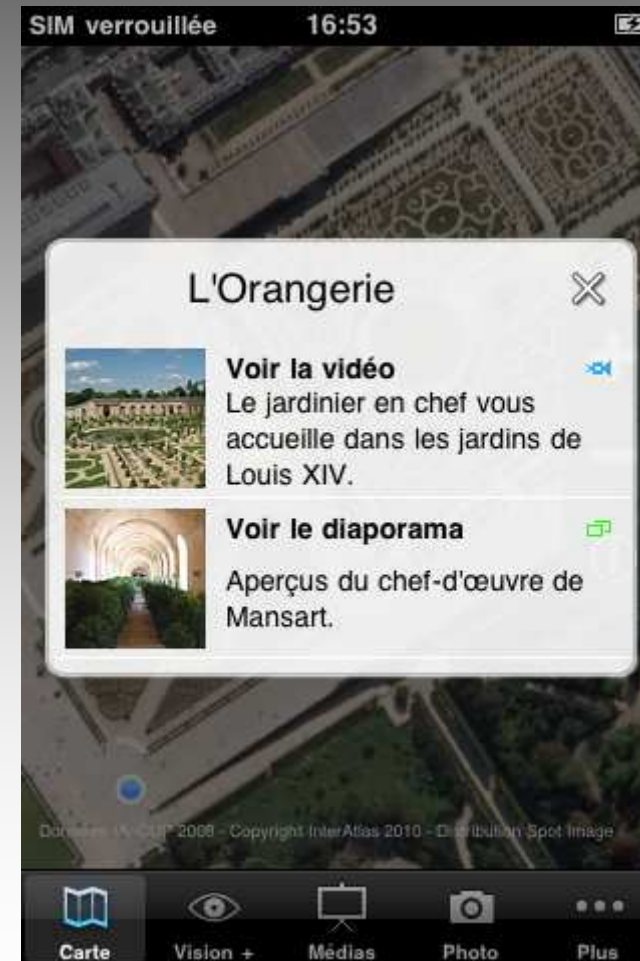 SIM verrouillée 16:53
L'Orangerie
Voir la vidéo
Le jardinier en chef vous
accueille dans les jardins de
Louis XIV.
Voir le diaporama
Aperçus du chef-d'œuvre de
Mansart.
2008 - Copyright InterAtlas 2010 - Distribution Spot Image
Carte Vision + Médias Photo Plus